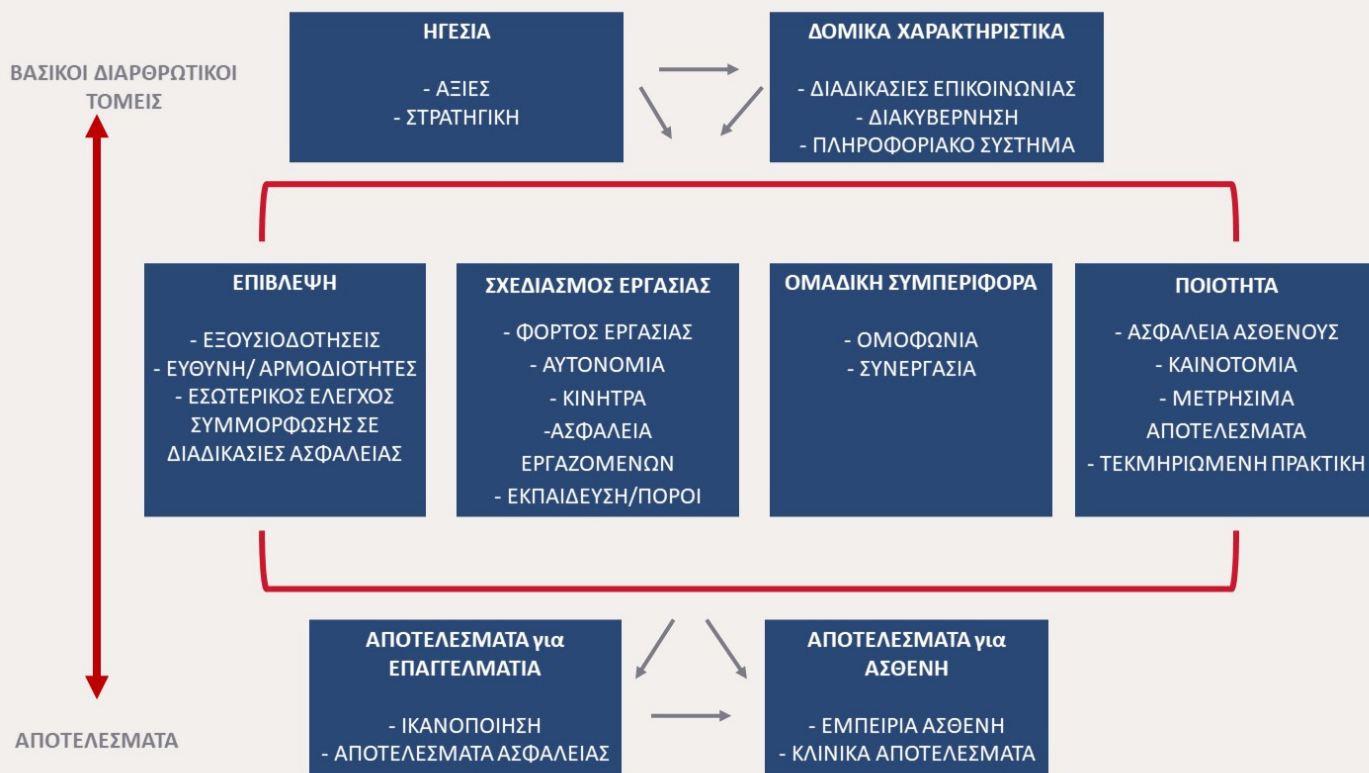 ΒΑΣΙΚΟΙ ΔΙΑΡΘΡΩΤΙΚΟΙ
ΤΟΜΕΙΣ
ΗΓΕΣΙΑ
- ΑΞΙΕΣ
- ΣΤΡΑΤΗΓΙΚΗ
ΔΟΜΙΚΑ ΧΑΡΑΚΤΗΡΙΣΤΙΚΑ
- ΔΙΑΔΙΚΑΣΙΕΣ ΕΠΙΚΟΙΝΩΝΙΑΣ
- ΔΙΑΚΥΒΕΡΝΗΣΗ
- ΠΛΗΡΟΦΟΡΙΑΚΟ ΣΥΣΤΗΜΑ
ΕΠΙΒΛΕΨΗ
- ΕΞΟΥΣΙΟΔΟΤΗΣΕΙΣ
- ΕΥΘΥΝΗ/ ΑΡΜΟΔΙΟΤΗΤΕΣ
- ΕΣΩΤΕΡΙΚΟΣ ΕΛΕΓΧΟΣ
ΣΥΜΜΟΡΦΩΣΗΣ ΣΕ
ΔΙΑΔΙΚΑΣΙΕΣ ΑΣΦΑΛΕΙΑΣ
ΣΧΕΔΙΑΣΜΟΣ ΕΡΓΑΣΙΑΣ
- ΦΟΡΤΟΣ ΕΡΓΑΣΙΑΣ
- ΑΥΤΟΝΟΜΙΑ
- ΚΙΝΗΤΡΑ
-ΑΣΦΑΛΕΙΑ
ΕΡΓΑΖΟΜΕΝΩΝ
- ΕΚΠΑΙΔΕΥΣΗ/ΠΟΡΟΙ
ΟΜΑΔΙΚΗ ΣΥΜΠΕΡΙΦΟΡΑ
- ΟΜΟΦΩΝΙΑ
- ΣΥΝΕΡΓΑΣΙΑ
ΠΟΙΟΤΗΤΑ
- ΑΣΦΑΛΕΙΑ ΑΣΘΕΝΟΥΣ
- ΚΑΙΝΟΤΟΜΙΑ
- ΜΕΤΡΗΣΙΜΑ
ΑΠΟΤΕΛΕΣΜΑΤΑ
- ΤΕΚΜΗΡΙΩΜΕΝΗ ΠΡΑΚΤΙΚΗ
ΑΠΟΤΕΛΕΣΜΑΤΑ για
ΕΠΑΓΓΕΛΜΑΤΙΑ
- ΙΚΑΝΟΠΟΙΗΣΗ
- ΑΠΟΤΕΛΕΣΜΑΤΑ ΑΣΦΑΛΕΙΑΣ
ΑΠΟΤΕΛΕΣΜΑΤΑ για
ΑΣΘΕΝΗ
- ΕΜΠΕΙΡΙΑ ΑΣΘΕΝΗ
- ΚΛΙΝΙΚΑ ΑΠΟΤΕΛΕΣΜΑΤΑ
ΑΠΟΤΕΛΕΣΜΑΤΑ